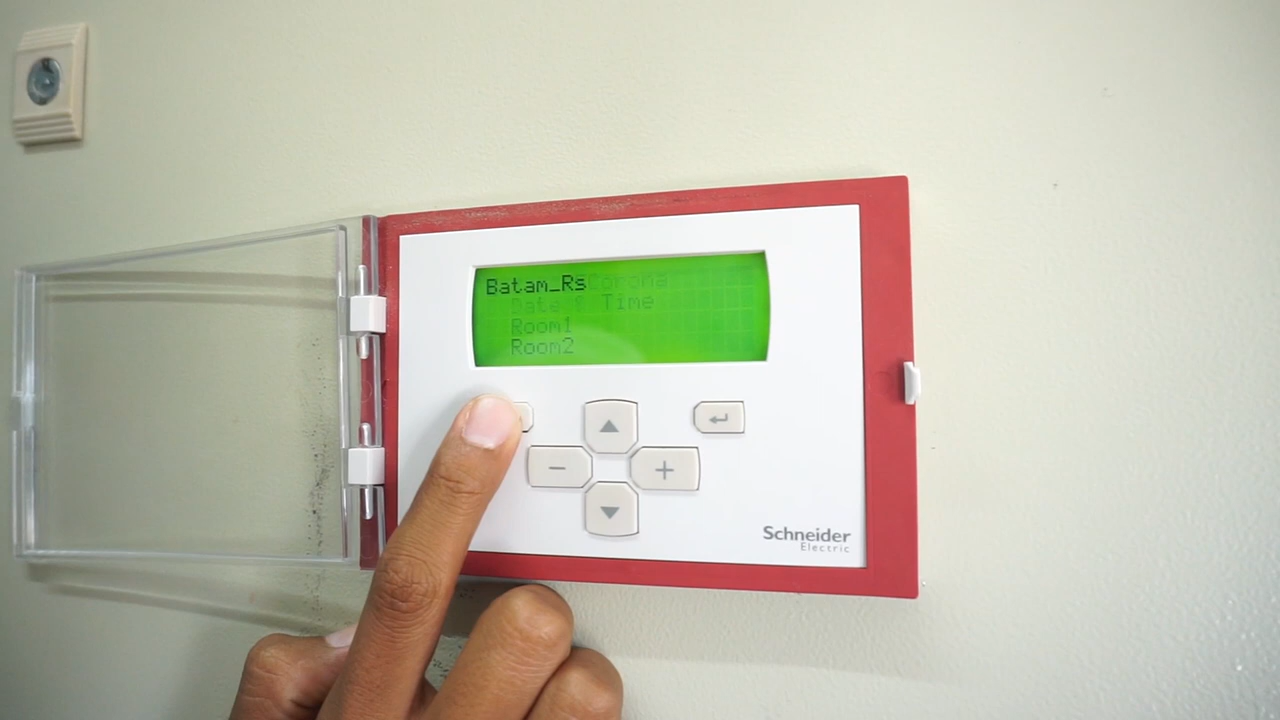 Batam_RsCorona
Date & Time
Room1
Room2
Schneider
Electric